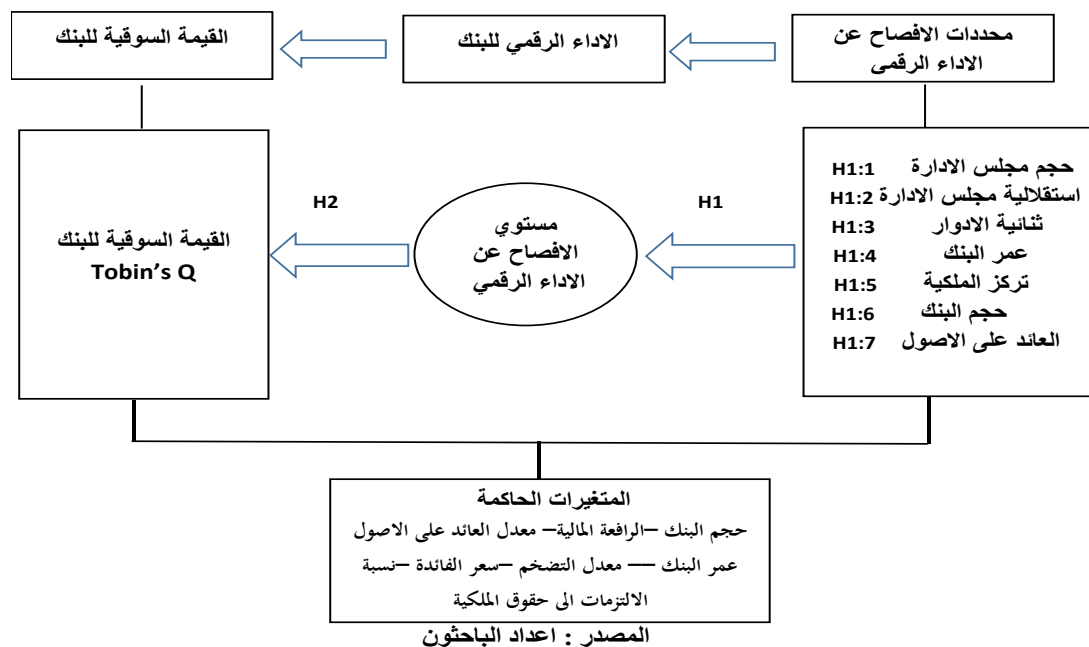 محددات الافصاح عن
الاداء الرقمى
الاداء الرقمي للبنك
القيمة السوقية للبنك
حجم مجلس الادارة H1:1
استقلالية مجلس الادارة H1:2
ثنائية الادوار H1:3
عمر البنك H1:4
تركز الملكية H1:5
حجم البنك H1:6
العائد على الاصول H1:7
H1
مستوي
الافصاح عن
الاداء الرقمي
H2
القيمة السوقية للبنك
Tobin’s Q
المتغيرات الحاكمة
حجم البنك –الرافعة المالية– معدل العائد على الاصول
عمر البنك –– معدل التضخم –سعر الفائدة –نسبة
الالتزمات الى حقوق الملكية
المصدر : اعداد الباحثون